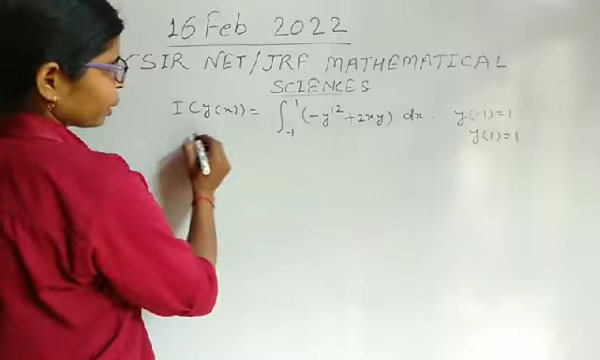 16 Feb 2022
SIR NET/JRF MATHEMATICAL
SCIENCES
I(y(x)) = ∫₋₁¹ (-y'² + 2xy) dx. y(-1)=1
y(1)=1